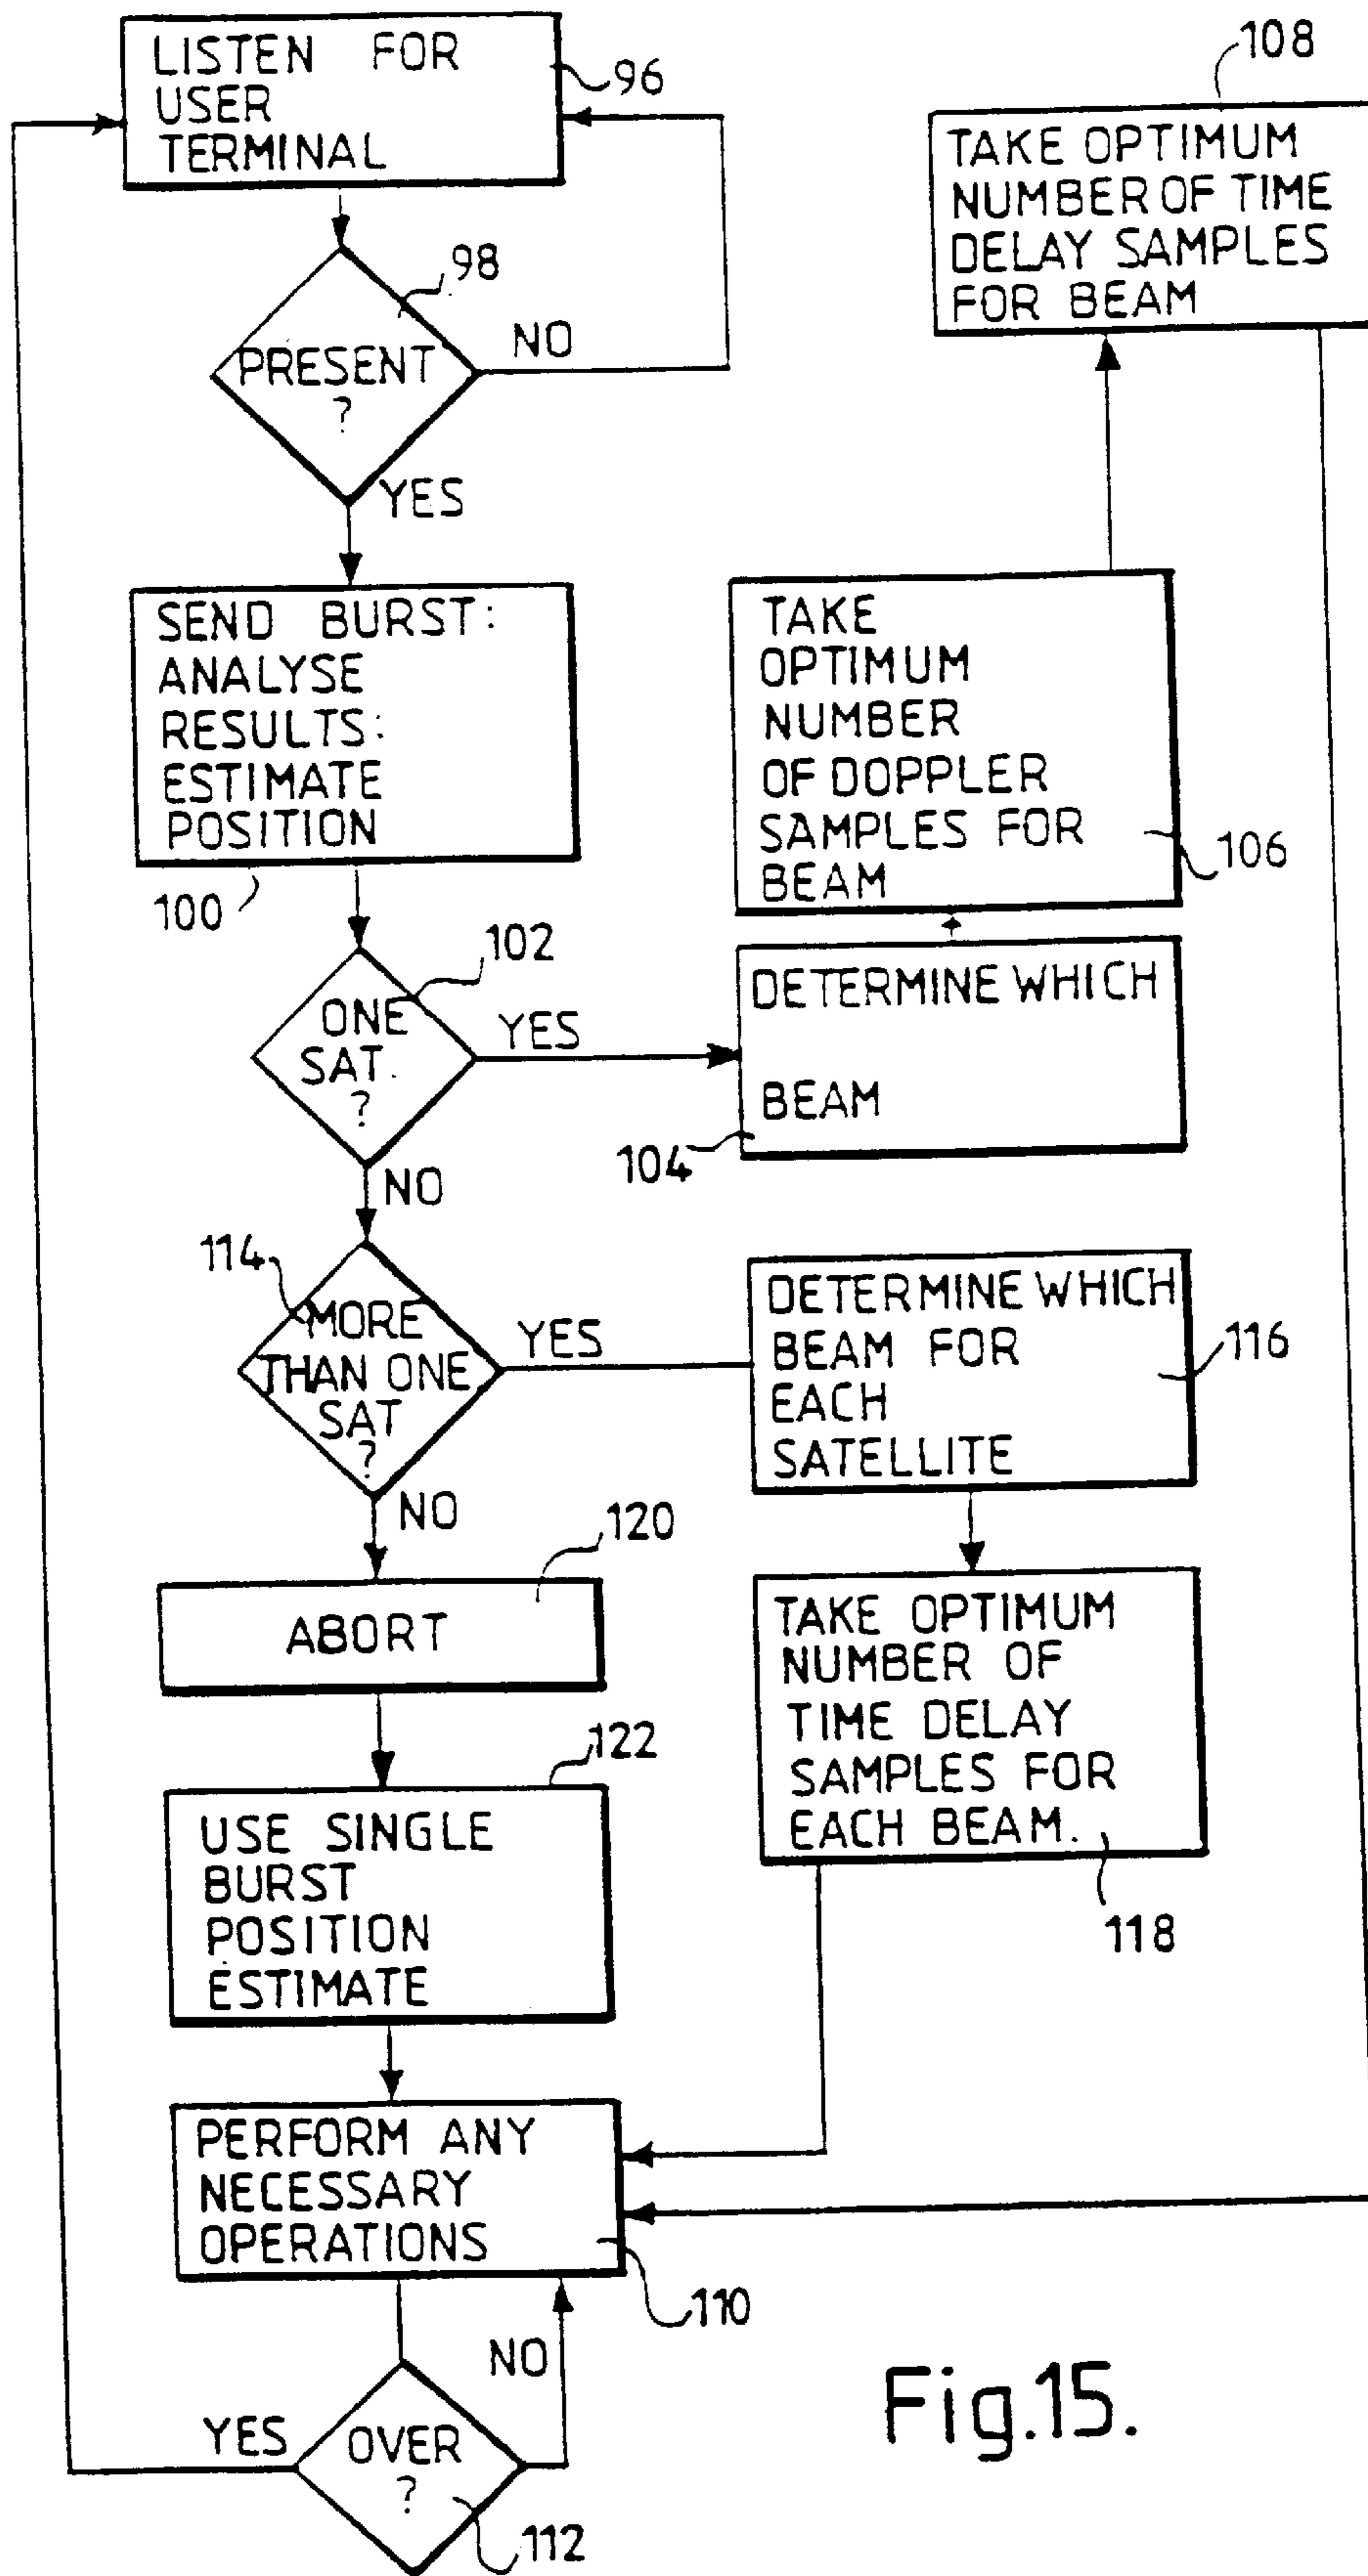 LISTEN FOR
USER
TERMINAL
96
PRESENT
?
98
NO
YES
SEND BURST:
ANALYSE
RESULTS:
ESTIMATE
POSITION
100
ONE
SAT.
?
102
YES
NO
DETERMINE WHICH
BEAM
104
TAKE
OPTIMUM
NUMBER
OF DOPPLER
SAMPLES FOR
BEAM
106
TAKE OPTIMUM
NUMBER OF TIME
DELAY SAMPLES
FOR BEAM
108
MORE
THAN ONE
SAT
?
114
YES
NO
DETERMINE WHICH
BEAM FOR
EACH
SATELLITE
116
TAKE OPTIMUM
NUMBER OF
TIME DELAY
SAMPLES FOR
EACH BEAM.
118
ABORT
120
USE SINGLE
BURST
POSITION
ESTIMATE
122
PERFORM ANY
NECESSARY
OPERATIONS
110
OVER
?
112
YES
NO
Fig.15.